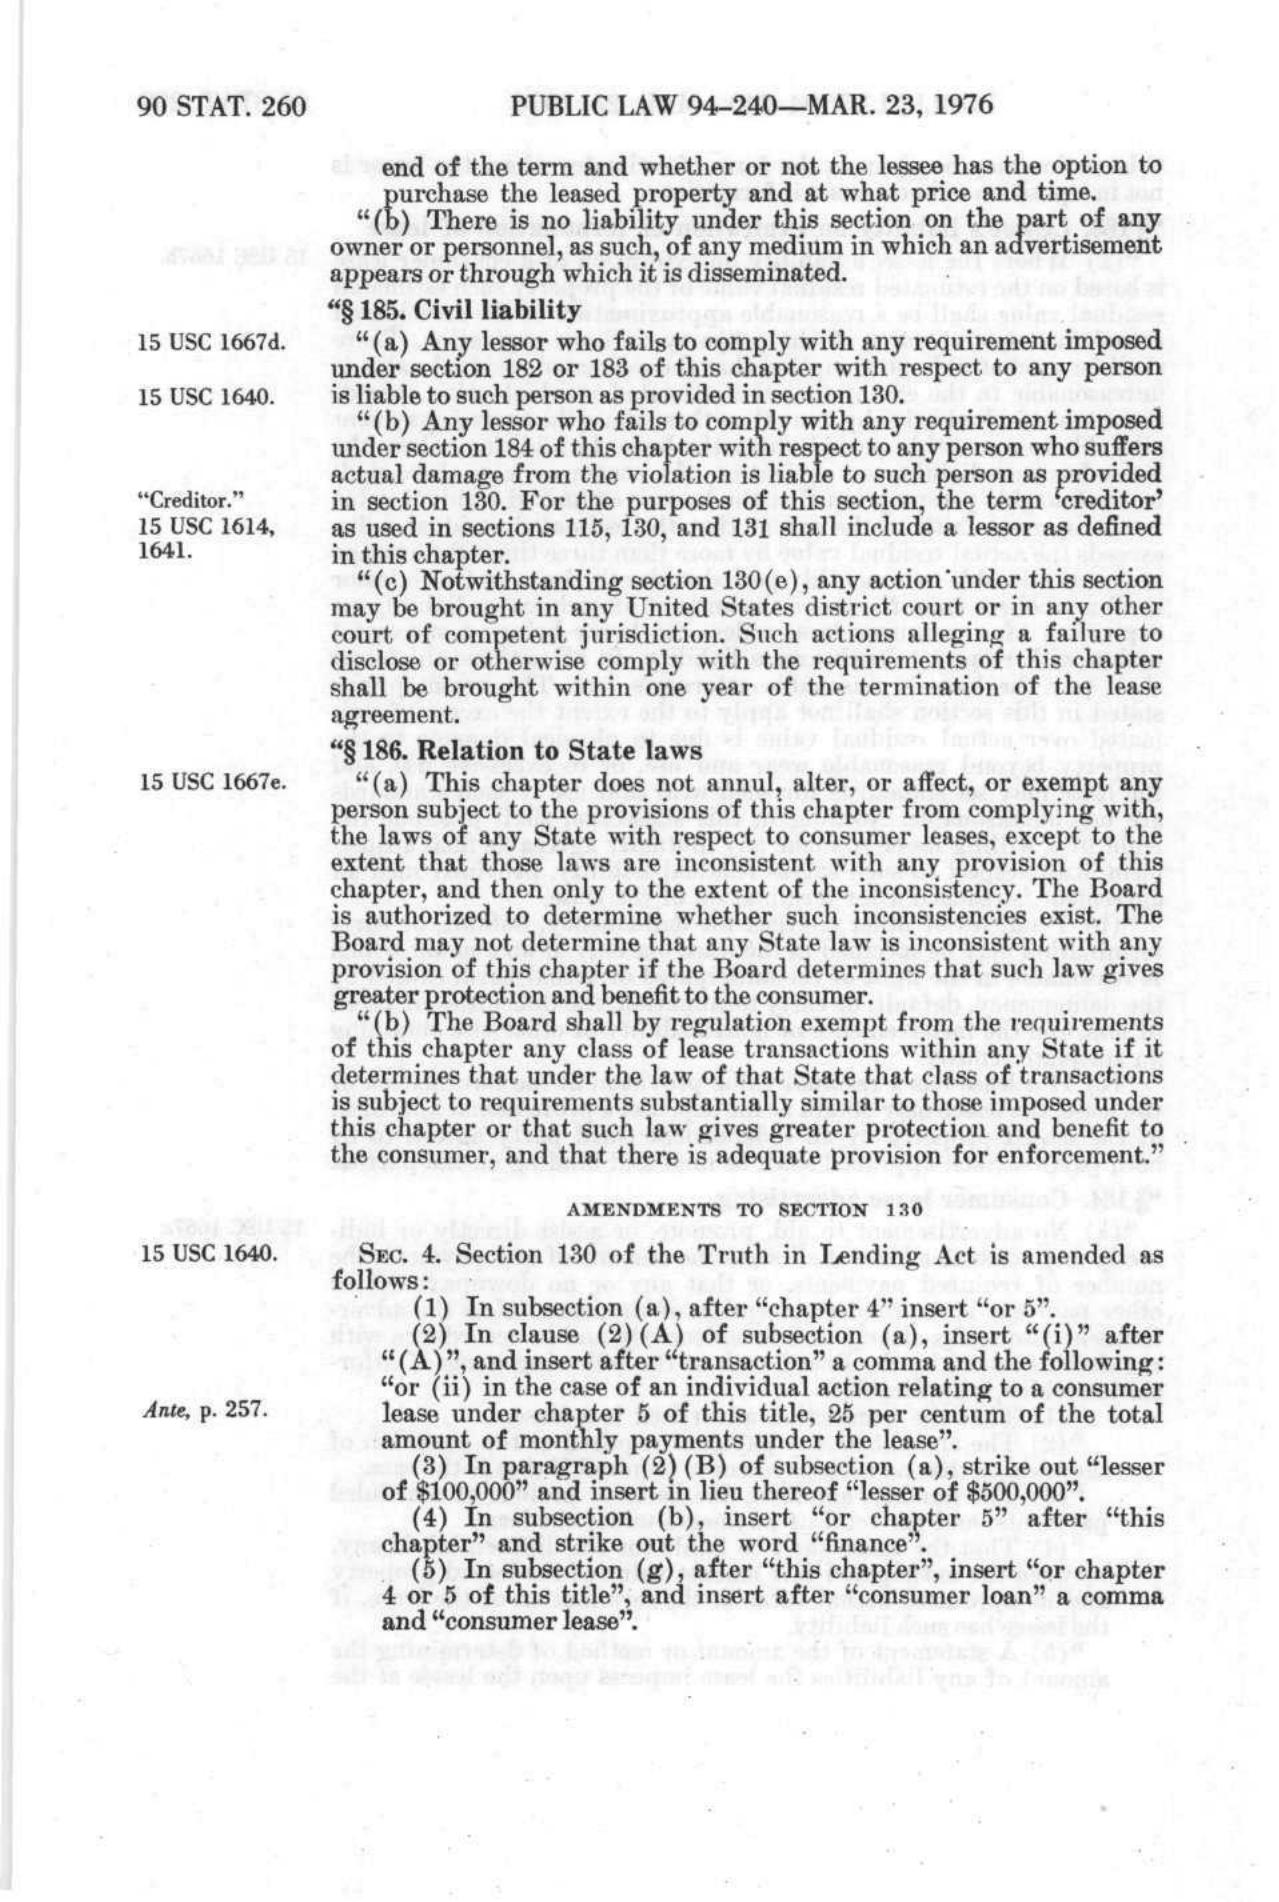 90 STAT. 260
PUBLIC LAW 94–240—MAR. 23, 1976
end of the term and whether or not the lessee has the option to
purchase the leased property and at what price and time.
“(b) There is no liability under this section on the part of any
owner or personnel, as such, of any medium in which an advertisement
appears or through which it is disseminated.
“§ 185. Civil liability
15 USC 1667d.
“(a) Any lessor who fails to comply with any requirement imposed
under section 182 or 183 of this chapter with respect to any person
15 USC 1640.
is liable to such person as provided in section 130.
“(b) Any lessor who fails to comply with any requirement imposed
under section 184 of this chapter with respect to any person who suffers
actual damage from the violation is liable to such person as provided
“Creditor.”
in section 130. For the purposes of this section, the term ‘creditor’
15 USC 1614,
as used in sections 115, 130, and 131 shall include a lessor as defined
1641.
in this chapter.
“(c) Notwithstanding section 130(e), any action under this section
may be brought in any United States district court or in any other
court of competent jurisdiction. Such actions alleging a failure to
disclose or otherwise comply with the requirements of this chapter
shall be brought within one year of the termination of the lease
agreement.
“§ 186. Relation to State laws
15 USC 1667e.
“(a) This chapter does not annul, alter, or affect, or exempt any
person subject to the provisions of this chapter from complying with,
the laws of any State with respect to consumer leases, except to the
extent that those laws are inconsistent with any provision of this
chapter, and then only to the extent of the inconsistency. The Board
is authorized to determine whether such inconsistencies exist. The
Board may not determine that any State law is inconsistent with any
provision of this chapter if the Board determines that such law gives
greater protection and benefit to the consumer.
“(b) The Board shall by regulation exempt from the requirements
of this chapter any class of lease transactions within any State if it
determines that under the law of that State that class of transactions
is subject to requirements substantially similar to those imposed under
this chapter or that such law gives greater protection and benefit to
the consumer, and that there is adequate provision for enforcement.”
AMENDMENTS TO SECTION 130
15 USC 1640.
SEC. 4. Section 130 of the Truth in Lending Act is amended as
follows:
(1) In subsection (a), after “chapter 4” insert “or 5”.
(2) In clause (2)(A) of subsection (a), insert “(i)” after
“(A)”, and insert after “transaction” a comma and the following:
“or (ii) in the case of an individual action relating to a consumer
Ante, p. 257.
lease under chapter 5 of this title, 25 per centum of the total
amount of monthly payments under the lease”.
(3) In paragraph (2)(B) of subsection (a), strike out “lesser
of $100,000” and insert in lieu thereof “lesser of $500,000”.
(4) In subsection (b), insert “or chapter 5” after “this
chapter” and strike out the word “finance”.
(5) In subsection (g), after “this chapter”, insert “or chapter
4 or 5 of this title”, and insert after “consumer loan” a comma
and “consumer lease”.